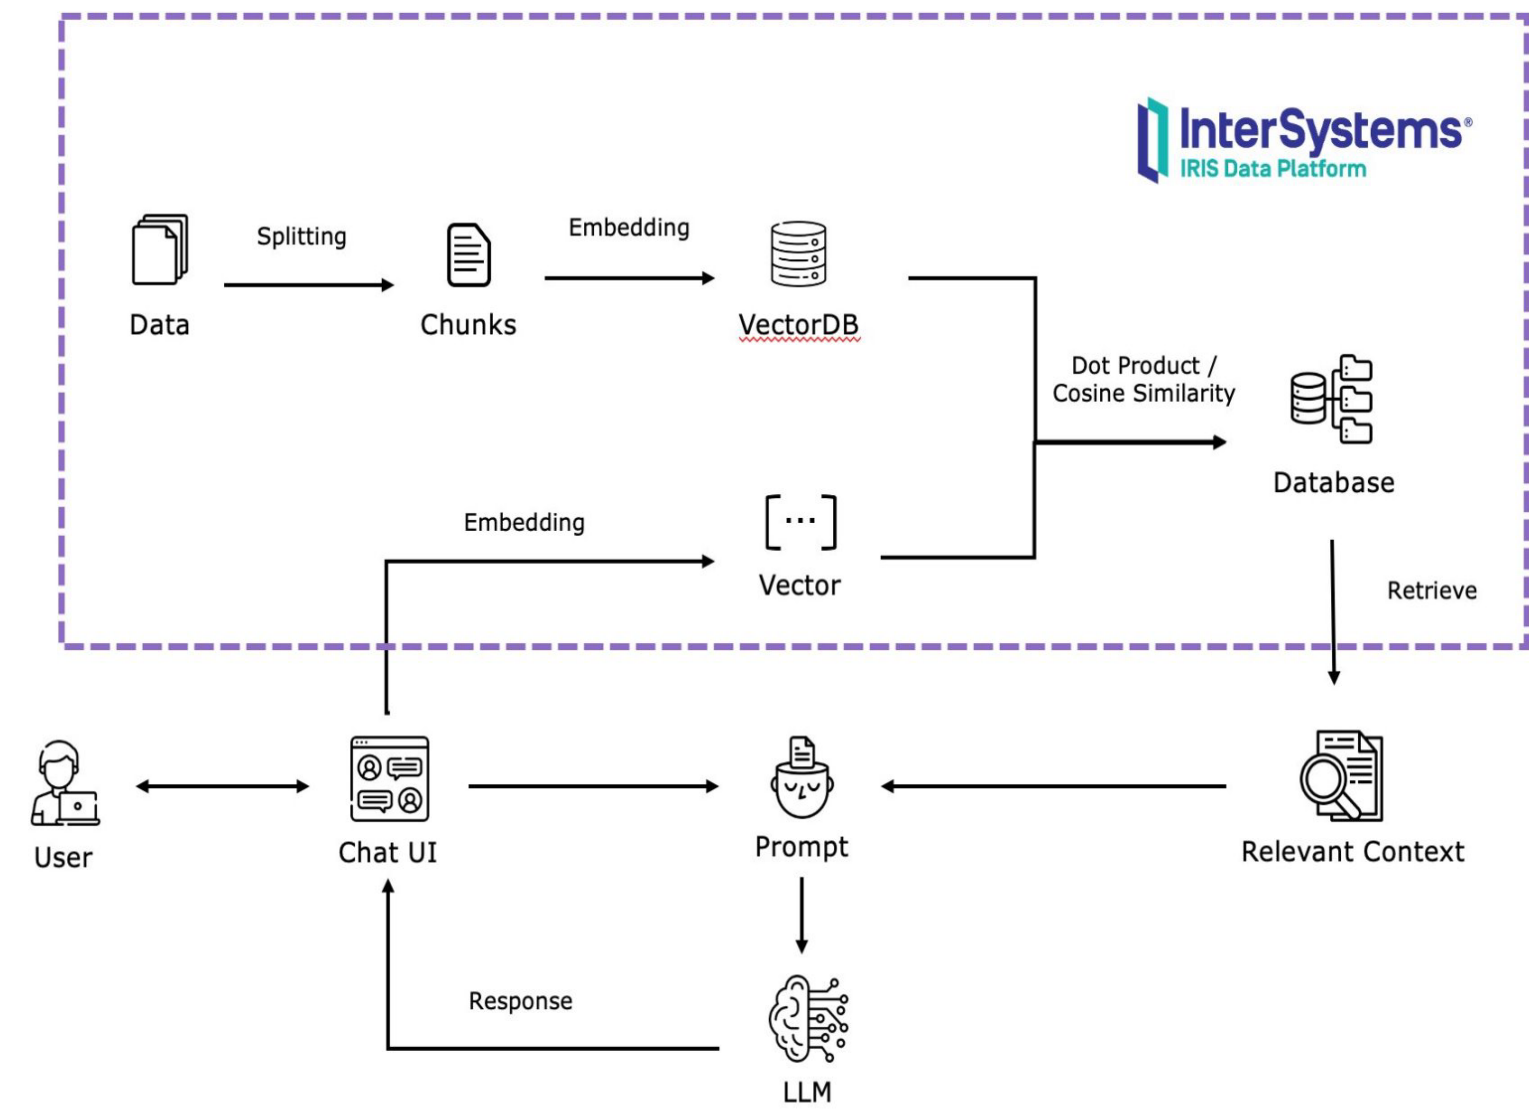 InterSystems®
IRIS Data Platform
Splitting
Embedding
Data
Chunks
VectorDB
Dot Product /
Cosine Similarity
Database
Embedding
[...]
Vector
Retrieve
User
Chat UI
Prompt
Relevant Context
Response
LLM